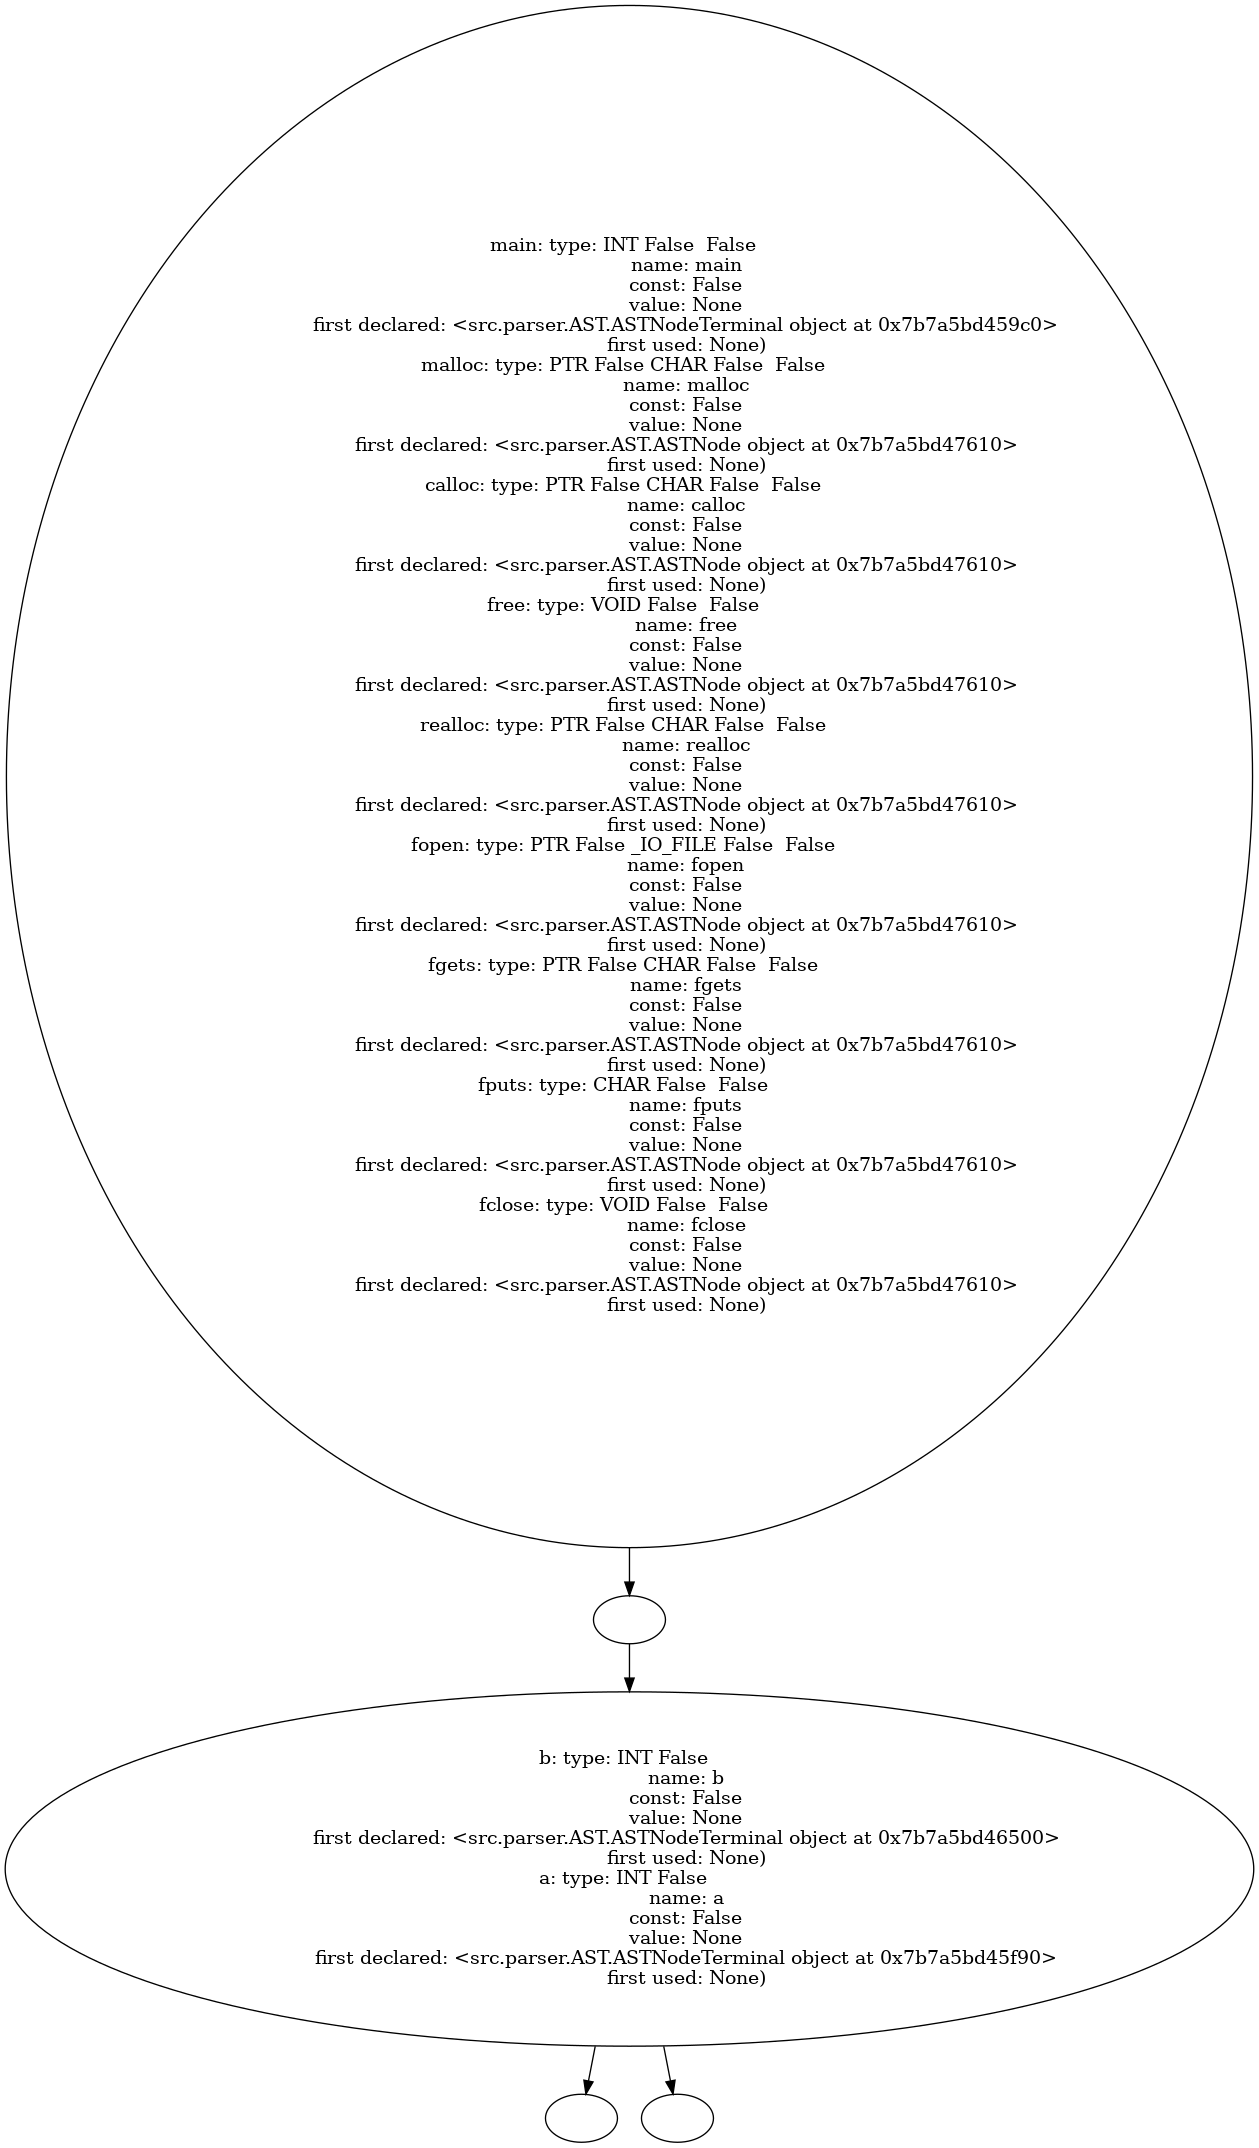 main: type: INT False  False
name: main
const: False
value: None
first declared: <src.parser.AST.ASTNodeTerminal object at 0x7b7a5bd459c0>
first used: None)
malloc: type: PTR False CHAR False  False
name: malloc
const: False
value: None
first declared: <src.parser.AST.ASTNode object at 0x7b7a5bd47610>
first used: None)
calloc: type: PTR False CHAR False  False
name: calloc
const: False
value: None
first declared: <src.parser.AST.ASTNode object at 0x7b7a5bd47610>
first used: None)
free: type: VOID False  False
name: free
const: False
value: None
first declared: <src.parser.AST.ASTNode object at 0x7b7a5bd47610>
first used: None)
realloc: type: PTR False CHAR False  False
name: realloc
const: False
value: None
first declared: <src.parser.AST.ASTNode object at 0x7b7a5bd47610>
first used: None)
fopen: type: PTR False _IO_FILE False  False
name: fopen
const: False
value: None
first declared: <src.parser.AST.ASTNode object at 0x7b7a5bd47610>
first used: None)
fgets: type: PTR False CHAR False  False
name: fgets
const: False
value: None
first declared: <src.parser.AST.ASTNode object at 0x7b7a5bd47610>
first used: None)
fputs: type: CHAR False  False
name: fputs
const: False
value: None
first declared: <src.parser.AST.ASTNode object at 0x7b7a5bd47610>
first used: None)
fclose: type: VOID False  False
name: fclose
const: False
value: None
first declared: <src.parser.AST.ASTNode object at 0x7b7a5bd47610>
first used: None)
b: type: INT False
name: b
const: False
value: None
first declared: <src.parser.AST.ASTNodeTerminal object at 0x7b7a5bd46500>
first used: None)
a: type: INT False
name: a
const: False
value: None
first declared: <src.parser.AST.ASTNodeTerminal object at 0x7b7a5bd45f90>
first used: None)